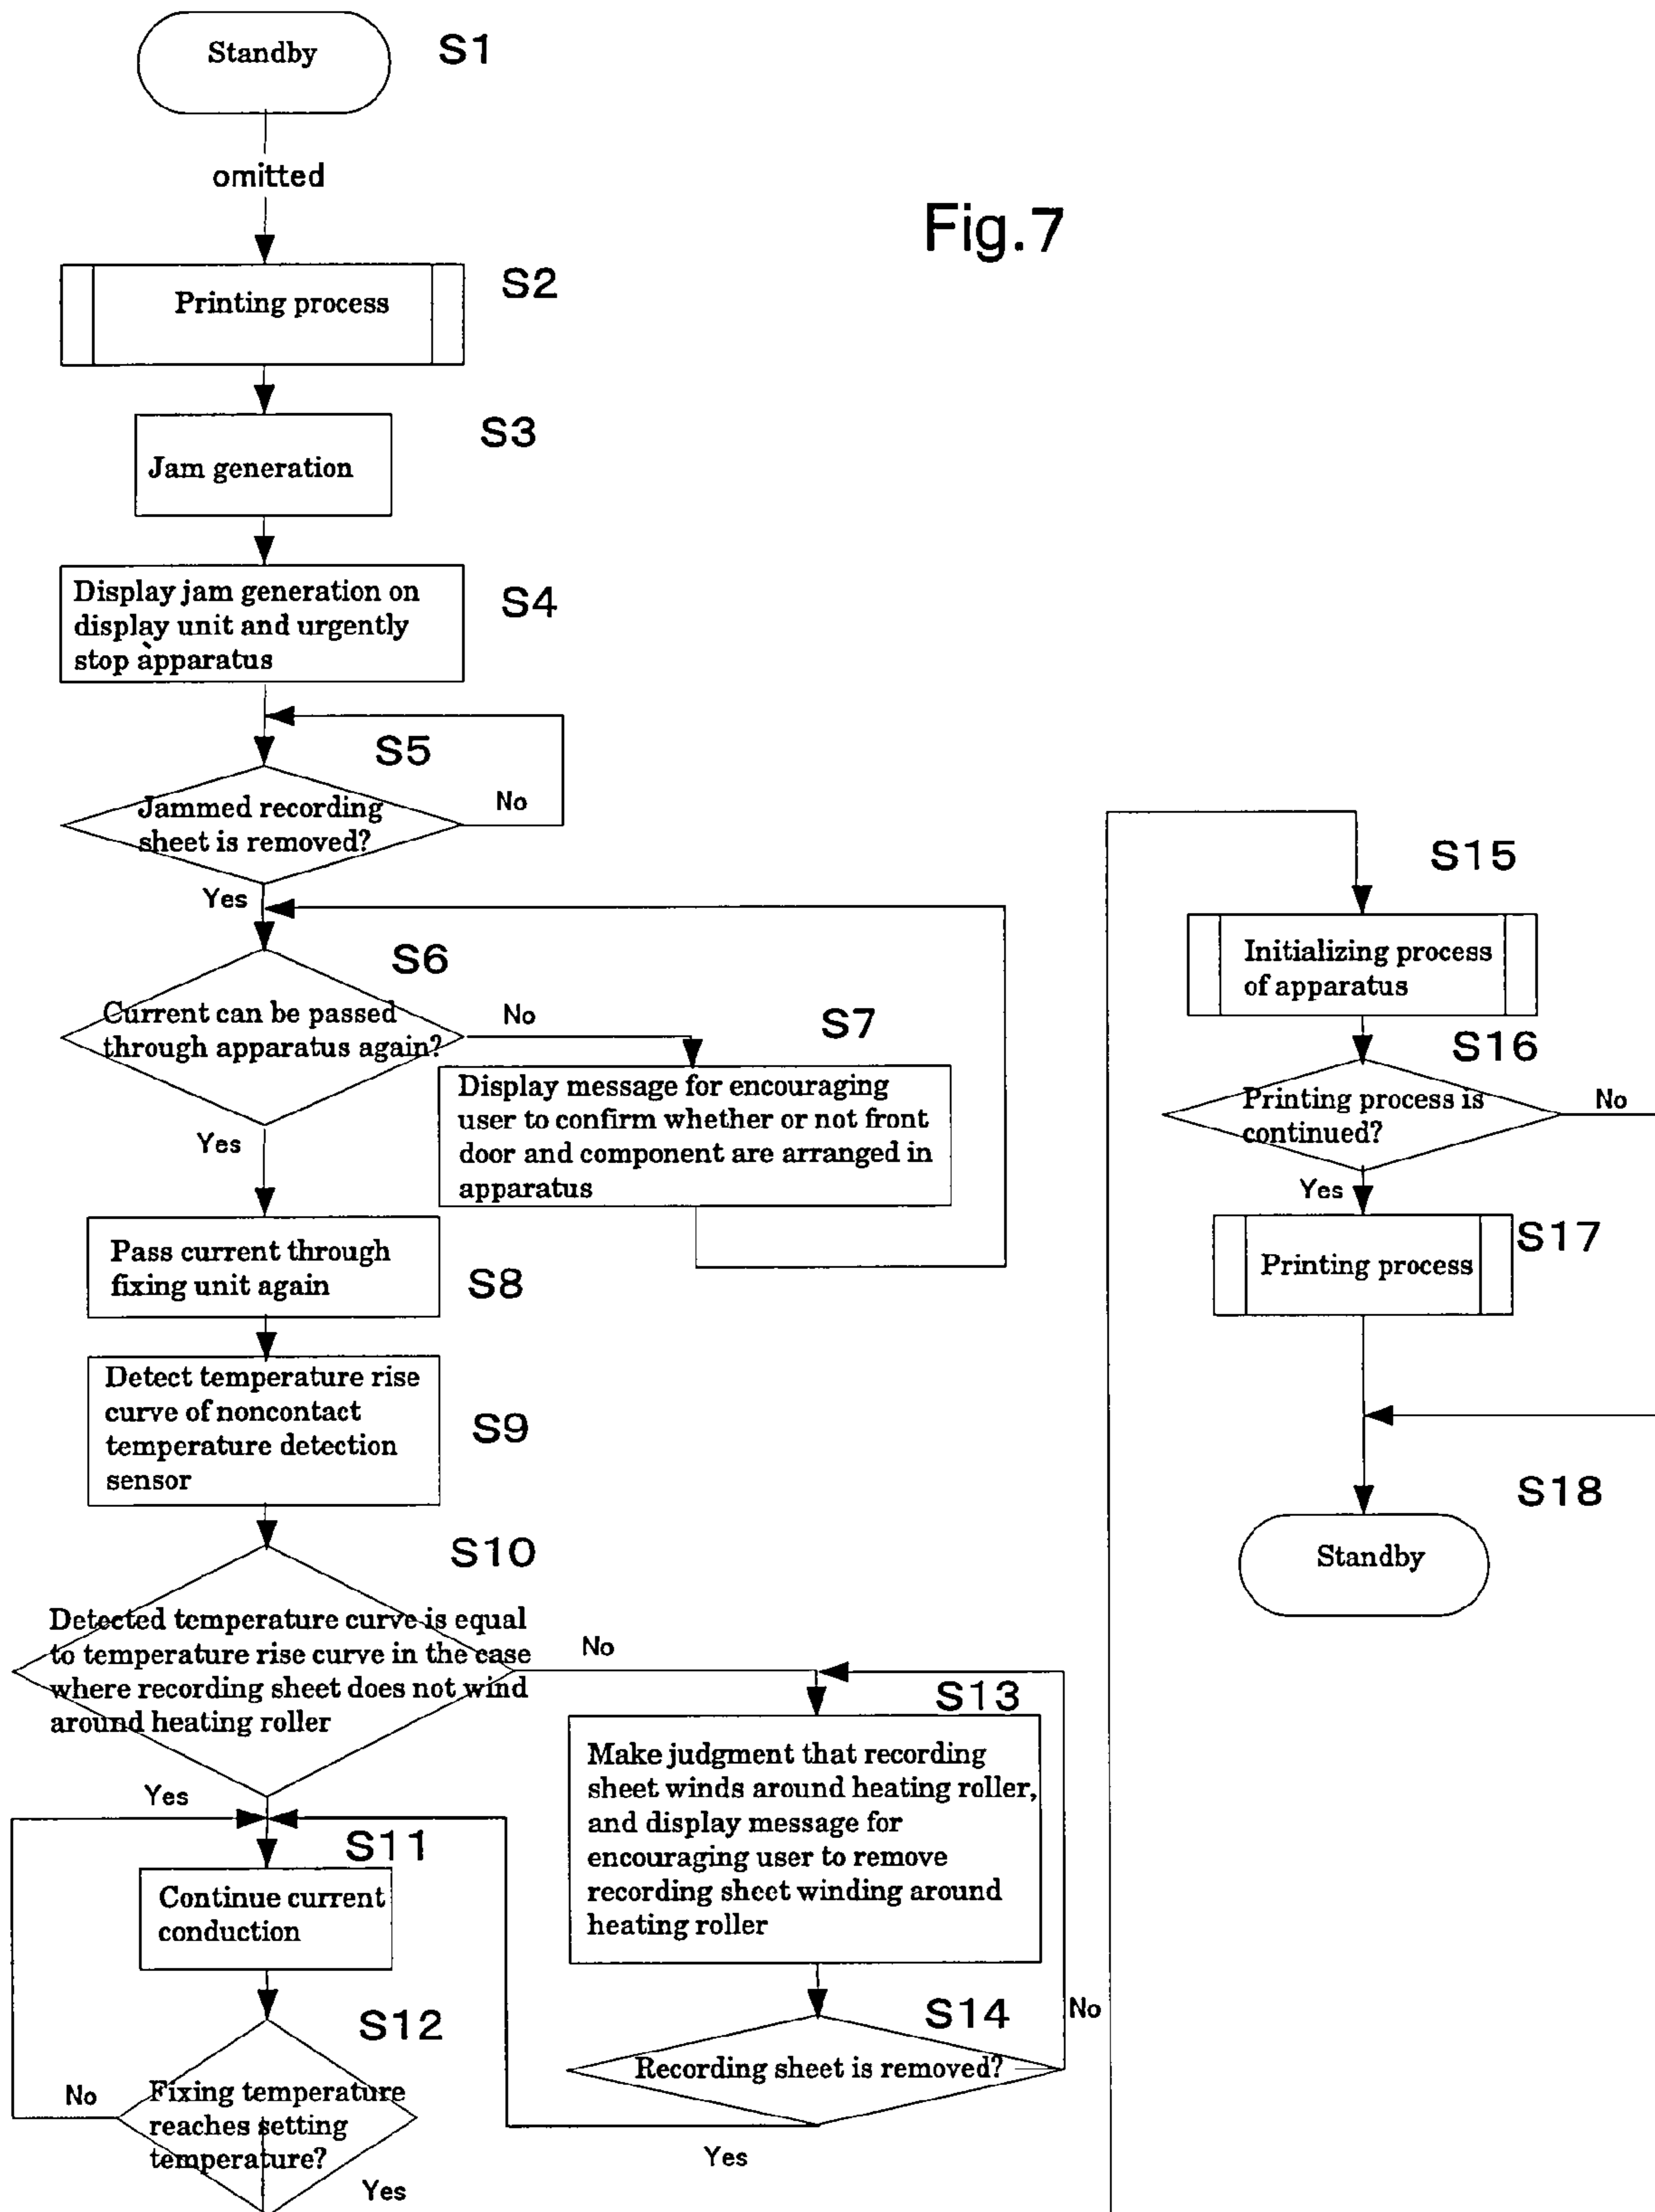 Standby
S1
omitted
Fig.7
Printing process
S2
Jam generation
S3
Display jam generation on
display unit and urgently
stop apparatus
S4
S5
Jammed recording
sheet is removed?
No
Yes
S6
Current can be passed
through apparatus again?
No
Yes
S7
Display message for encouraging
user to confirm whether or not front
door and component are arranged in
apparatus
Pass current through
fixing unit again
S8
Detect temperature rise
curve of noncontact
temperature detection
sensor
S9
S10
Detected temperature curve is equal
to temperature rise curve in the case
where recording sheet does not wind
around heating roller
No
Yes
S11
Continue current
conduction
S12
Fixing temperature
reaches setting
temperature?
No
Yes
S13
Make judgment that recording
sheet winds around heating roller,
and display message for
encouraging user to remove
recording sheet winding around
heating roller
S14
Recording sheet is removed?
No
Yes
S15
Initializing process
of apparatus
S16
Printing process is
continued?
No
Yes
S17
Printing process
S18
Standby